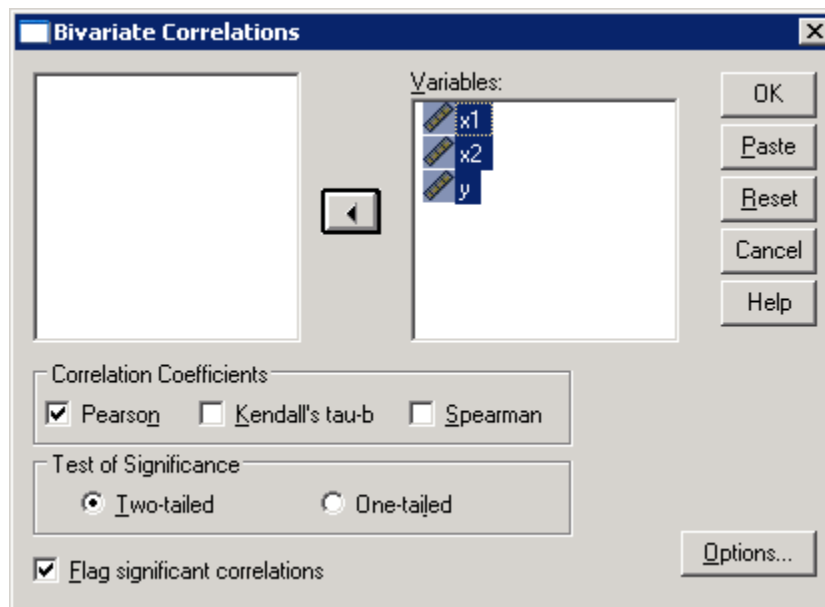 Bivariate Correlations
Variables:
x1
x2
y
OK
Paste
Reset
Cancel
Help
Correlation Coefficients
Pearson Kendall's tau-b Spearman
Test of Significance
Two-tailed One-tailed
Flag significant correlations
Options...